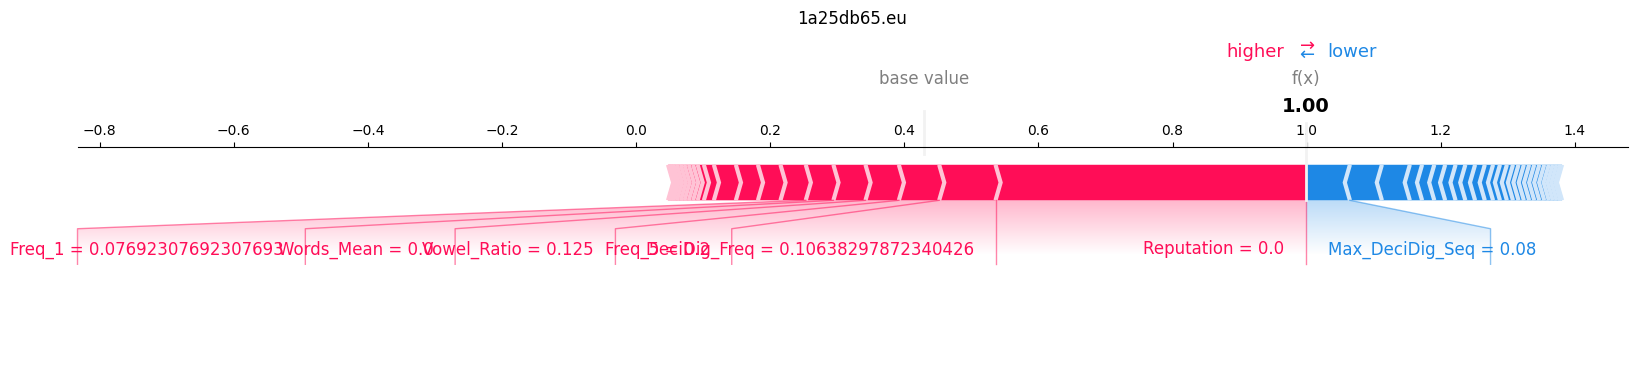 1a25db65.eu
higher ⇄ lower
base value f(x)
1.00
−0.8 −0.6 −0.4 −0.2 0.0 0.2 0.4 0.6 0.8 1.0 1.2 1.4
Freq_1 = 0.07692307692307693 Words_Mean = 0.0 Vowel_Ratio = 0.125 Freq_5 = 0.2 DeciDig_Freq = 0.10638297872340426 Reputation = 0.0 Max_DeciDig_Seq = 0.08